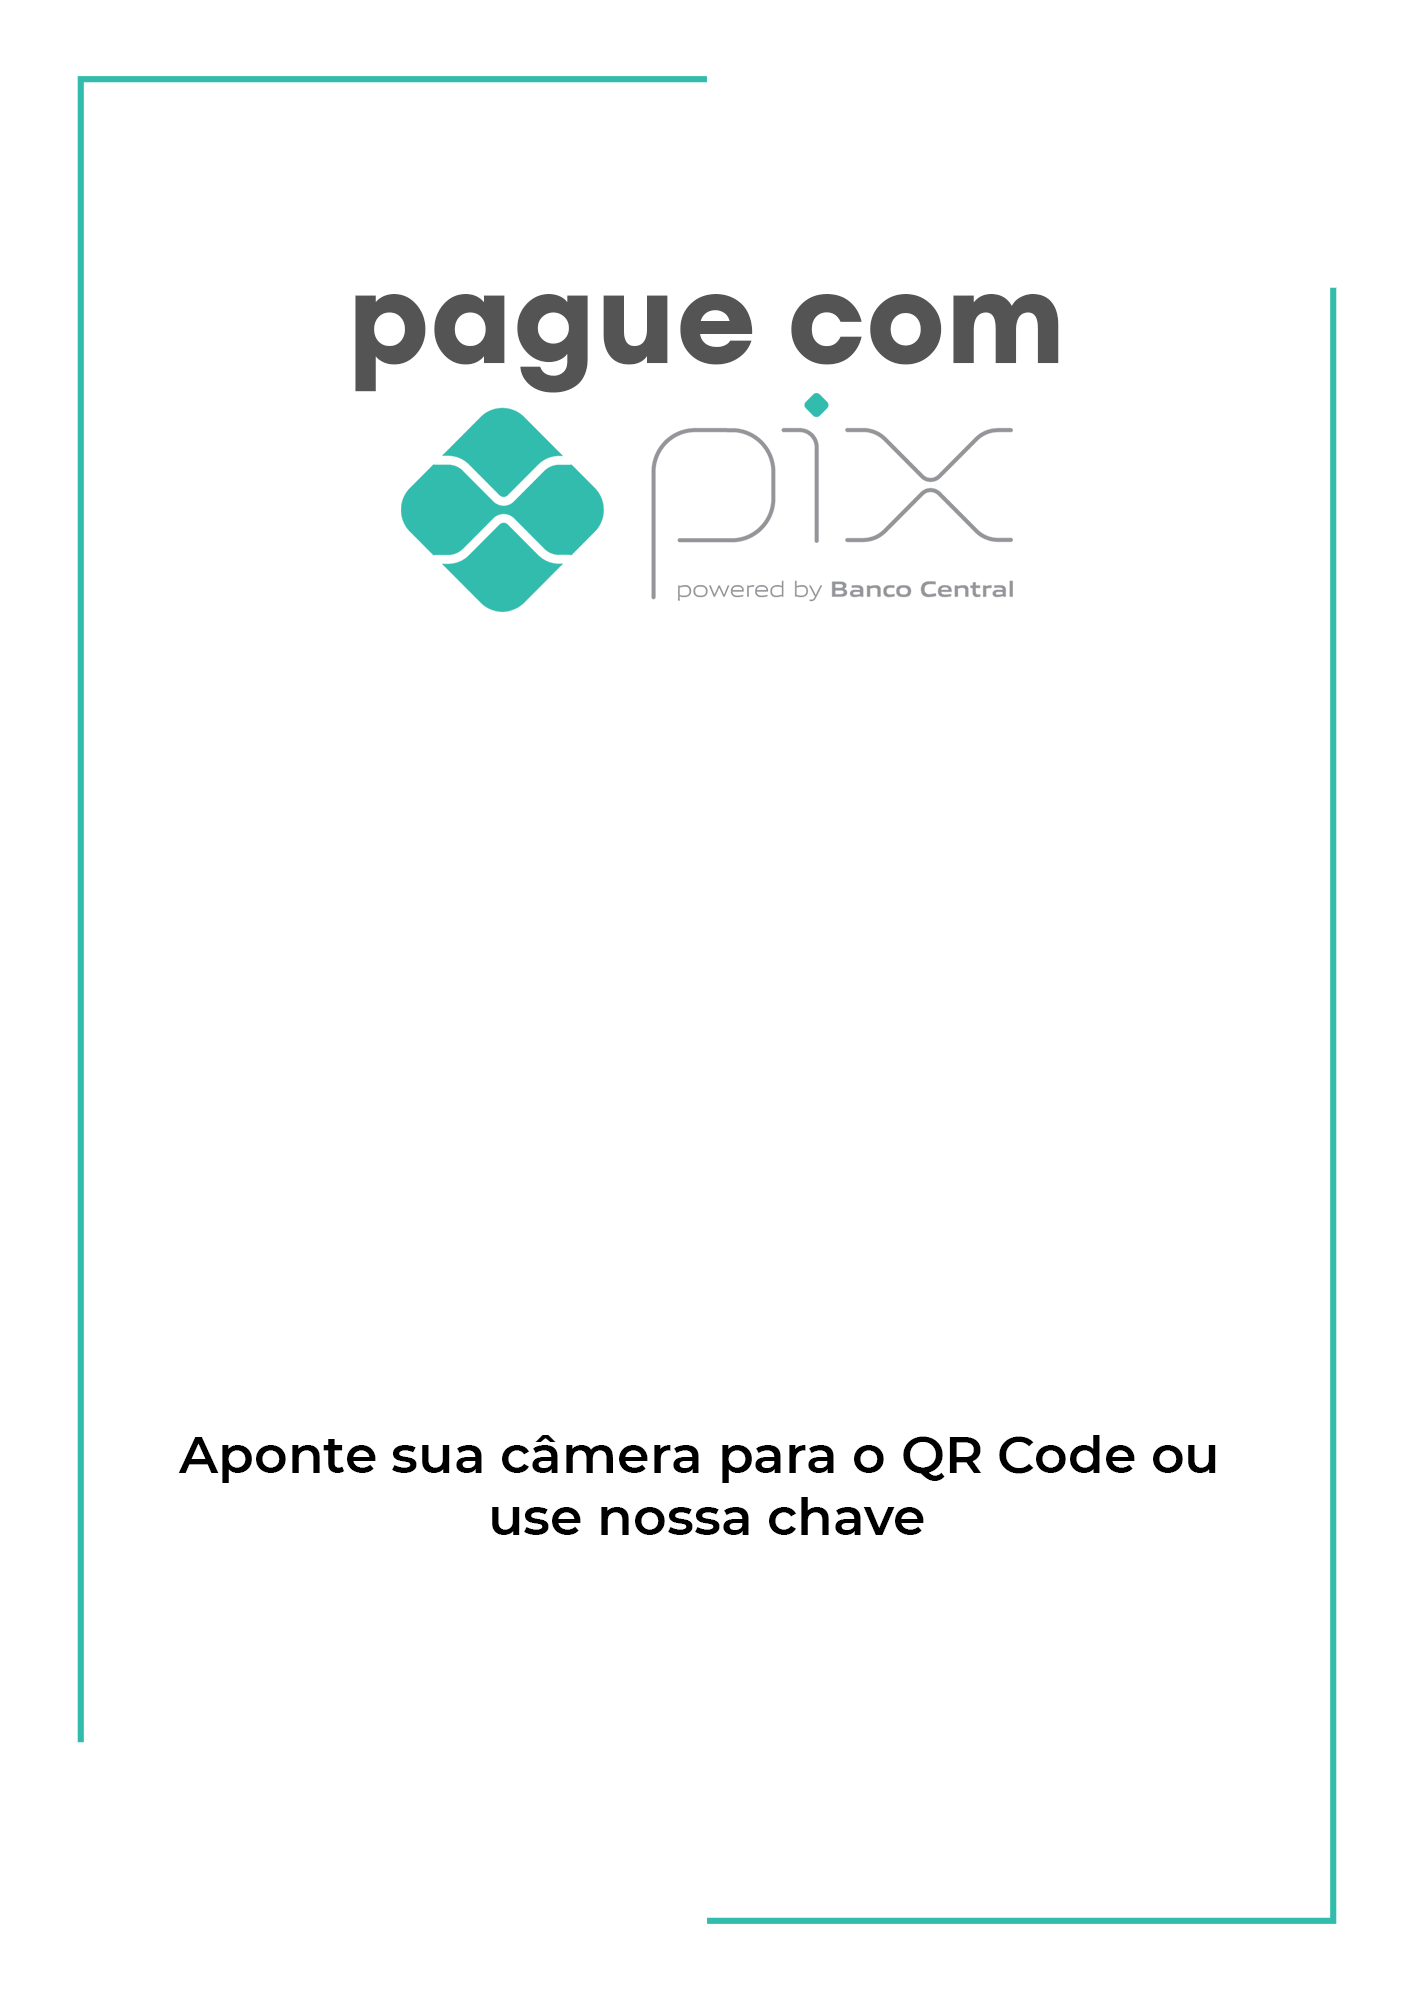 pague com
pix
powered by Banco Central
Aponte sua câmera para o QR Code ou
use nossa chave